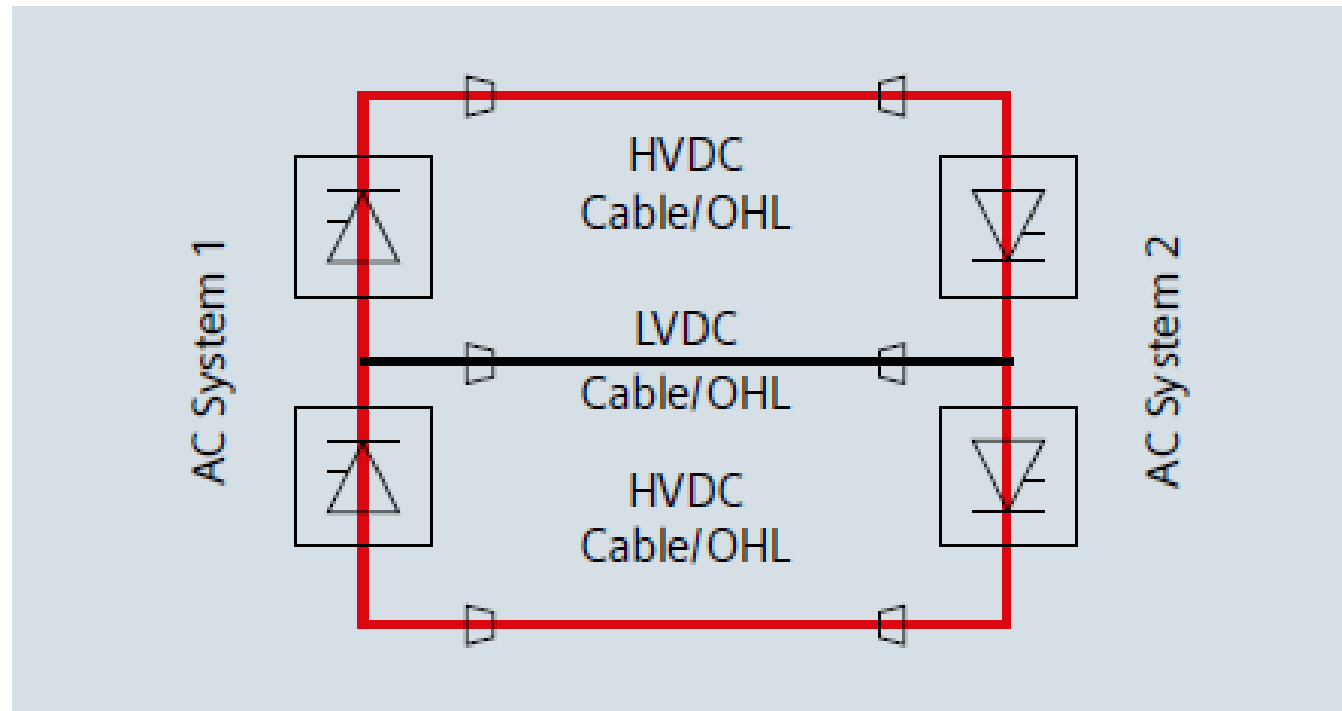 HVDC
Cable/OHL
AC System 1
LVDC
Cable/OHL
AC System 2
HVDC
Cable/OHL